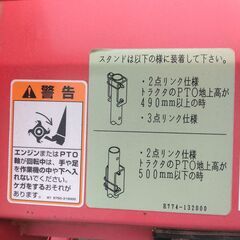 警告
エンジンまたはPTO
軸が回転中は、手や足
を作業機の中や下へ入
れないでください。
ケガをするおそれが
あります。
スタンドは以下の様に装着して下さい。
・2点リンク仕様
トラクタのPTO地上高が
490mm以上の時
・3点リンク仕様
・2点リンク仕様
トラクタのPTO地上高が
500mm以下の時
8774-132000